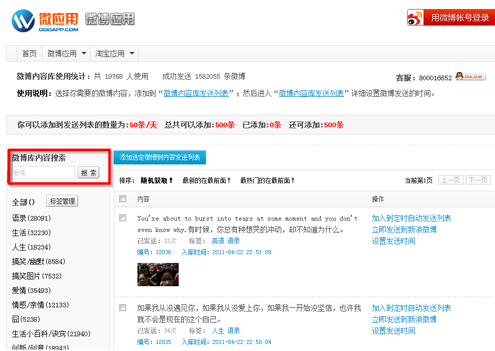 微应用
OOOAPP.COM
微博应用
用微博帐号登录
首页 微博应用 淘宝应用
微博内容库使用统计：共 19768 人使用 成功发送 1582055 条微博
客服：800016652
使用说明：选择你需要的微博内容，添加到“微博内容库发送列表”；然后进入“微博内容库发送列表”详细设置微博发送的时间。
你可以添加到发送列表的数量为:50条/天 总共可以添加:500条 已添加:0条 还可添加:500条
微博库内容搜索
爱情 搜 索
添加选定微博到内容发送列表
排序： 随机获取↑ 最新的在最前面↑ 最热门的在最前面↑ 当前第1页 上一页 下一页
全部() 标签管理
语录(28091)
生活(32230)
人生(18234)
搞笑/幽默(8584)
搞笑图片(7532)
爱情(35493)
情感/亲情(12133)
囧(5238)
生活小百科/诀窍(21940)
创新/创意(18943)
内容 操作
You're about to burst into tears at some moment and you don't
even know why.有时候，你总有种想哭的冲动，却不知道为什么。
已发送：35次 标签： 英语 语录
编号：12036 入库时间：2011-04-22 22:51:09
加入到定时自动发送列表
立即发送到新浪微博
设置发送时间
如果我从没遇见你，如果我从没爱上你，如果我一开始没坚信，也许我
就不会是现在的这个自己。
已发送：34次 标签： 人生 语录
编号：12035 入库时间：2011-04-22 22:50:04
加入到定时自动发送列表
立即发送到新浪微博
设置发送时间